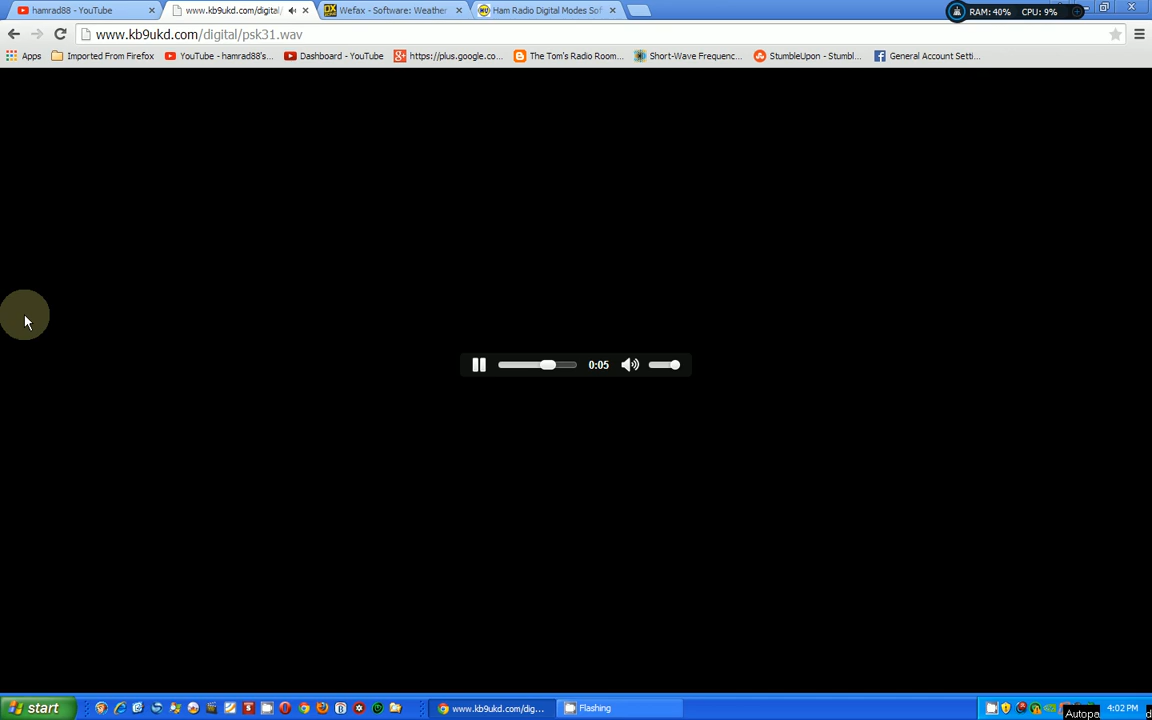 hamrad88 - YouTube
www.kb9ukd.com/digital/
Wefax - Software: Weather
Ham Radio Digital Modes Sof
RAM: 40% CPU: 9%
www.kb9ukd.com/digital/psk31.wav
Apps
Imported From Firefox
YouTube - hamrad88's...
Dashboard - YouTube
https://plus.google.co...
The Tom's Radio Room...
Short-Wave Frequenc...
StumbleUpon - Stumbl...
General Account Setti...
0:05
start
www.kb9ukd.com/dig...
Flashing
4:02 PM
Autopa